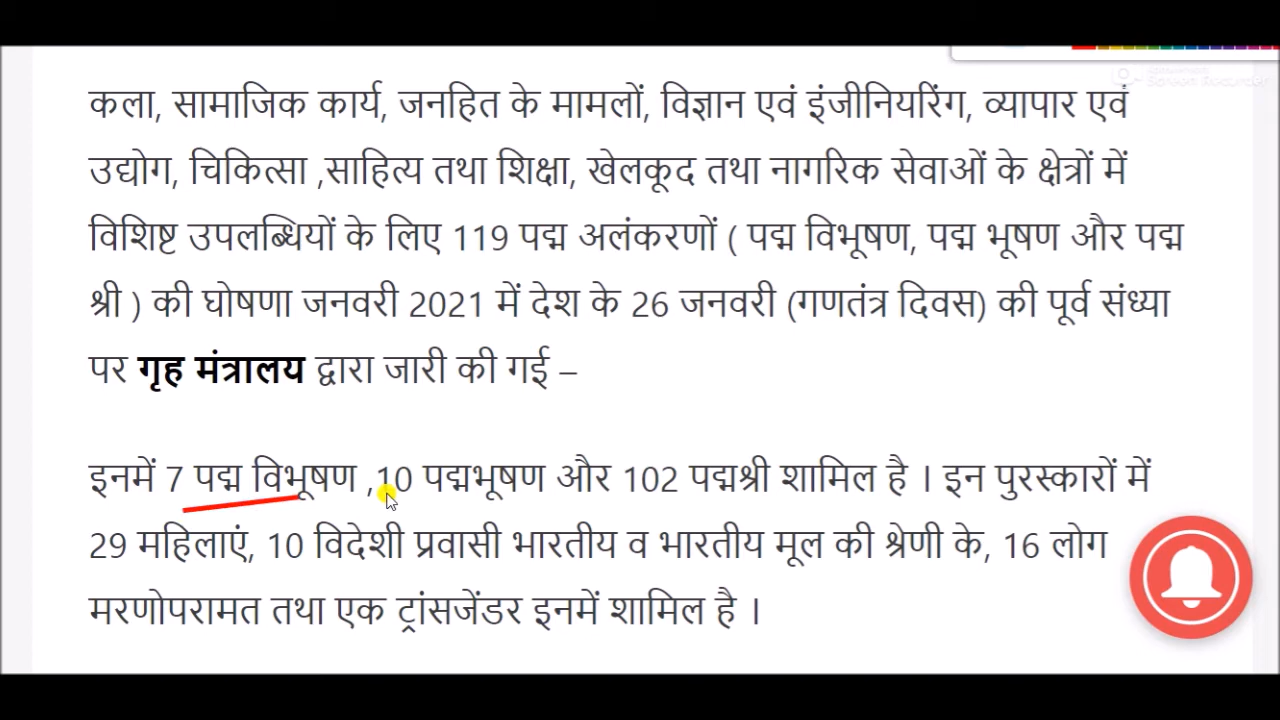 कला, सामाजिक कार्य, जनहित के मामलों, विज्ञान एवं इंजीनियरिंग, व्यापार एवं
उद्योग, चिकित्सा ,साहित्य तथा शिक्षा, खेलकूद तथा नागरिक सेवाओं के क्षेत्रों में
विशिष्ट उपलब्धियों के लिए 119 पद्म अलंकरणों ( पद्म विभूषण, पद्म भूषण और पद्म
श्री ) की घोषणा जनवरी 2021 में देश के 26 जनवरी (गणतंत्र दिवस) की पूर्व संध्या
पर गृह मंत्रालय द्वारा जारी की गई –
इनमें 7 पद्म विभूषण ,10 पद्मभूषण और 102 पद्मश्री शामिल है । इन पुरस्कारों में
29 महिलाएं, 10 विदेशी प्रवासी भारतीय व भारतीय मूल की श्रेणी के, 16 लोग
मरणोपरामत तथा एक ट्रांसजेंडर इनमें शामिल है ।